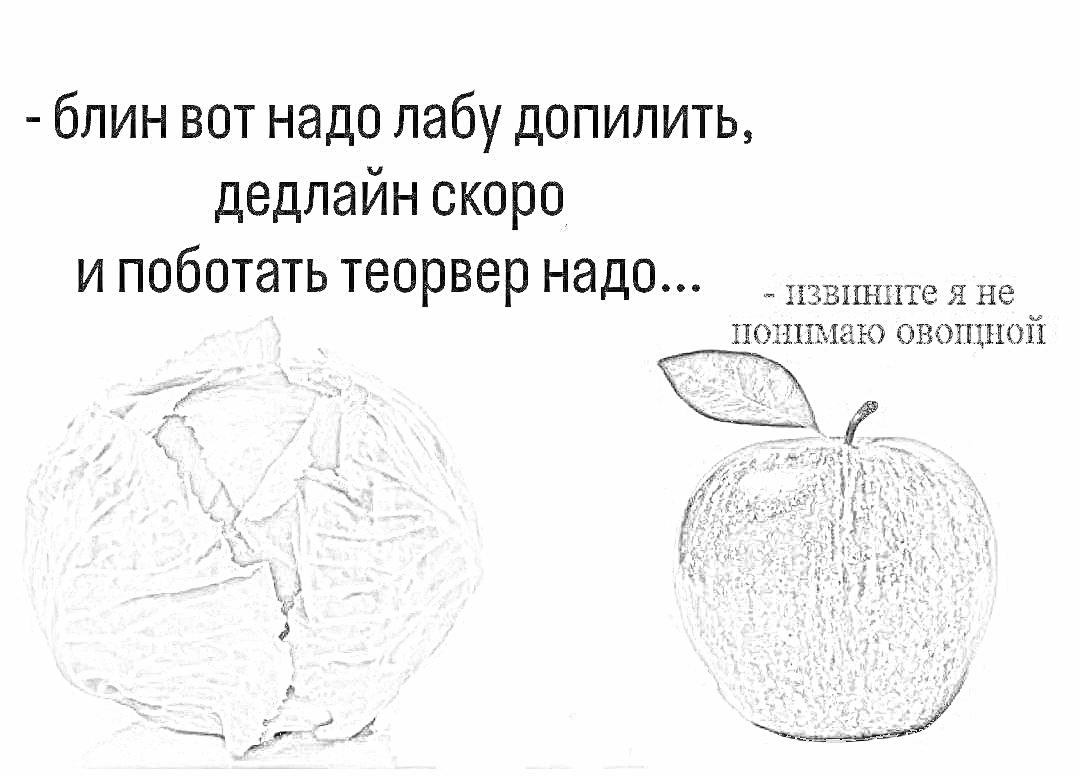 - блин вот надо лабу допилить,
дедлайн скоро
и поботать теорвер надо...
- извините я не
понимаю овощной